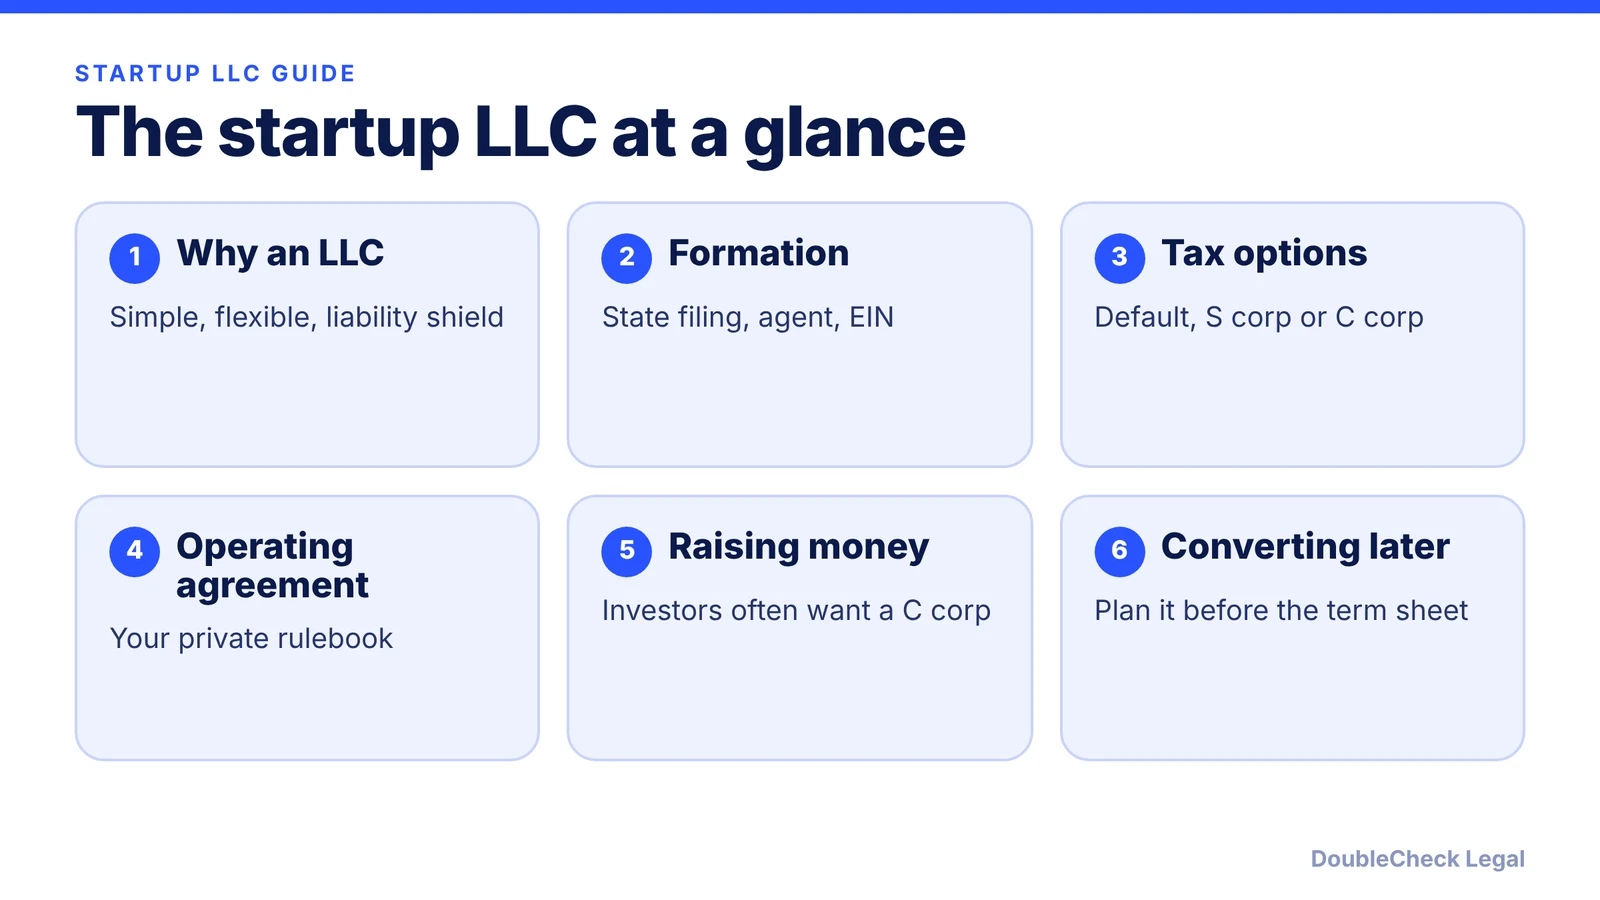 STARTUP LLC GUIDE
The startup LLC at a glance
1 Why an LLC
Simple, flexible, liability shield
2 Formation
State filing, agent, EIN
3 Tax options
Default, S corp or C corp
4 Operating
agreement
Your private rulebook
5 Raising money
Investors often want a C corp
6 Converting later
Plan it before the term sheet
DoubleCheck Legal